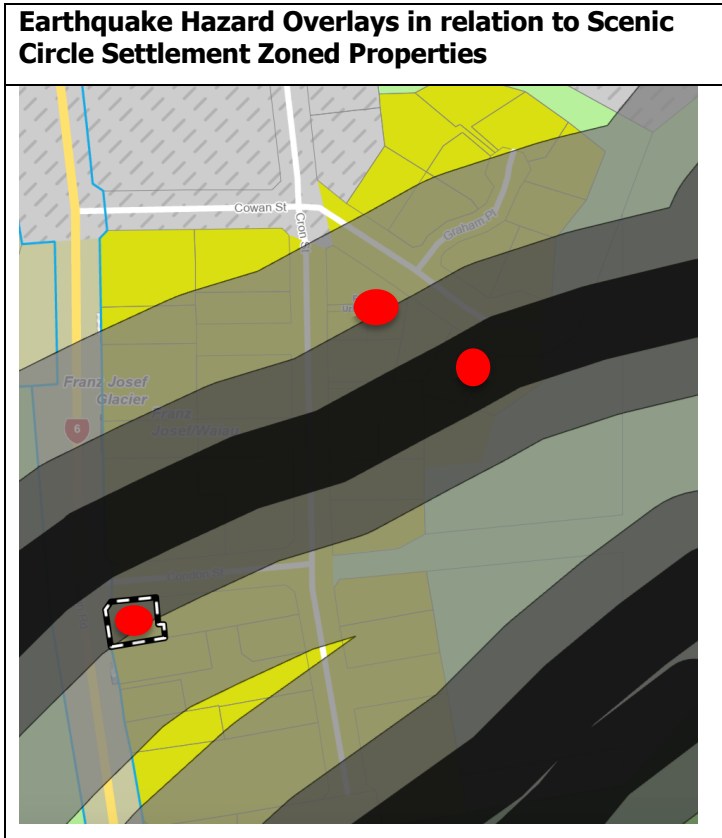 Earthquake Hazard Overlays in relation to Scenic
Circle Settlement Zoned Properties
Cowan St
Cron St
Graham Pl
Franz Josef
Glacier
Franz
Josef/Waiau
6